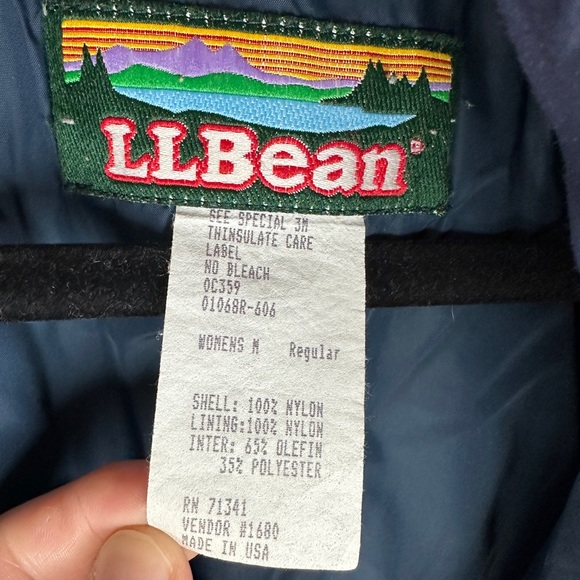 LLBean®
SEE SPECIAL 3M
THINSULATE CARE
LABEL
NO BLEACH
0C359
01068R-606
WOMENS M Regular
SHELL: 100% NYLON
LINING:100% NYLON
INTER: 65% OLEFIN
35% POLYESTER
RN 71341
VENDOR #1680
MADE IN USA